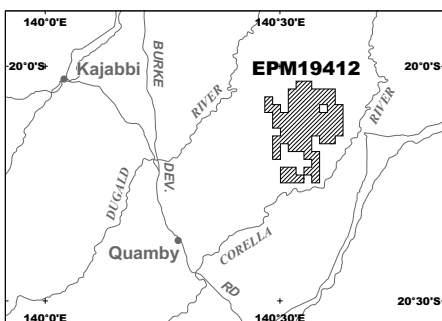 140°0'E
140°30'E
20°0'S
20°0'S
Kajabbi
BURKE
EPM19412
RIVER
RIVER
DEV.
DUGALD
Quamby
CORELLA
RD
20°30'S
140°0'E
140°30'E